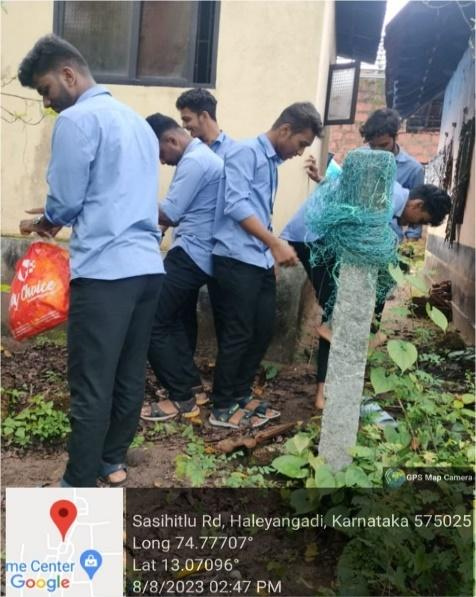 Choice
GPS Map Camera
Sasihitlu Rd, Haleyangadi, Karnataka 575025
Long 74.77707°
Lat 13.07096°
8/8/2023 02:47 PM
me Center
Google